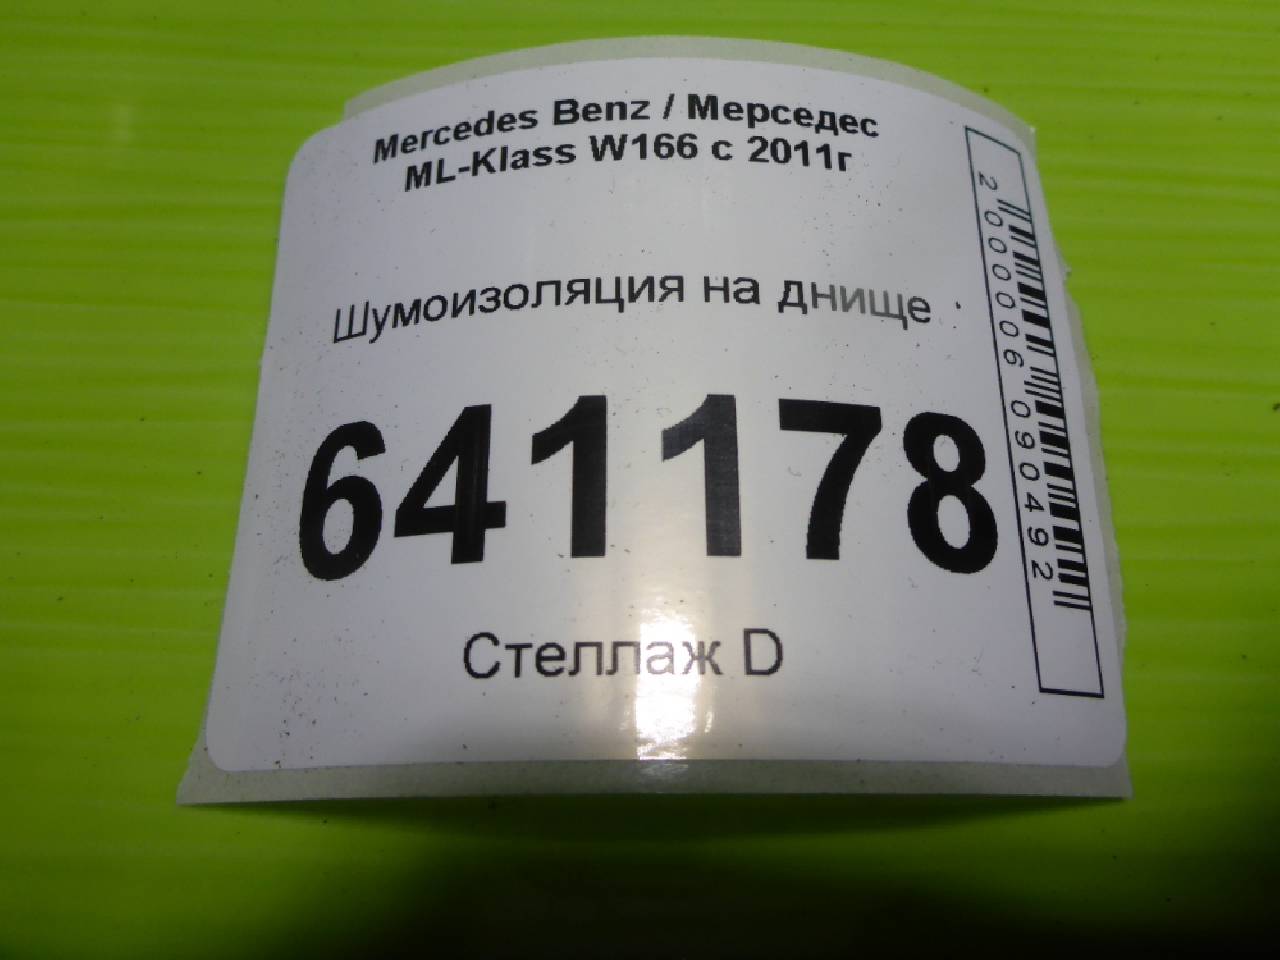 Mercedes Benz / Мерседес
ML-Klass W166 с 2011г
Шумоизоляция на днище
641178
Стеллаж D
2000006090492